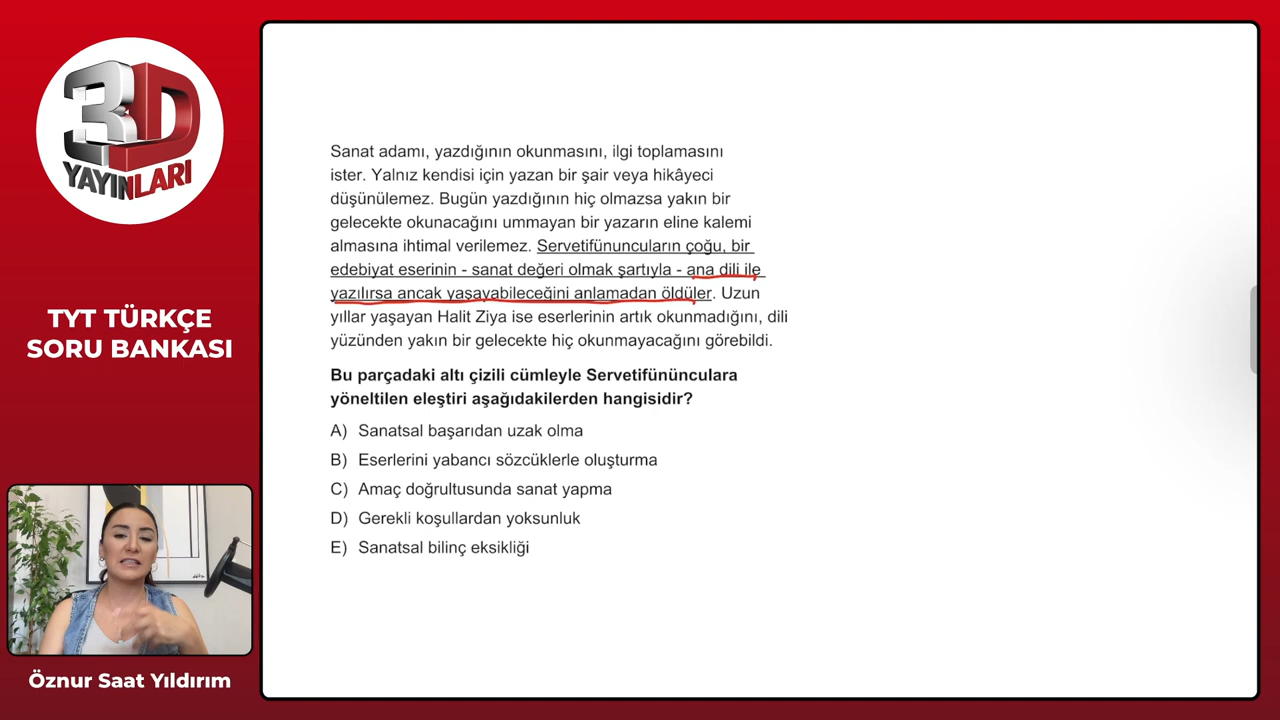 3D
YAYINLARI
TYT TÜRKÇE
SORU BANKASI
Öznur Saat Yıldırım
Sanat adamı, yazdığının okunmasını, ilgi toplamasını
ister. Yalnız kendisi için yazan bir şair veya hikâyeci
düşünülemez. Bugün yazdığının hiç olmazsa yakın bir
gelecekte okunacağını ummayan bir yazarın eline kalemi
almasına ihtimal verilemez. Servetifünuncuların çoğu, bir
edebiyat eserinin - sanat değeri olmak şartıyla - ana dili ile
yazılırsa ancak yaşayabileceğini anlamadan öldüler. Uzun
yıllar yaşayan Halit Ziya ise eserlerinin artık okunmadığını, dili
yüzünden yakın bir gelecekte hiç okunmayacağını görebildi.
Bu parçadaki altı çizili cümleyle Servetifününculara
yöneltilen eleştiri aşağıdakilerden hangisidir?
A) Sanatsal başarıdan uzak olma
B) Eserlerini yabancı sözcüklerle oluşturma
C) Amaç doğrultusunda sanat yapma
D) Gerekli koşullardan yoksunluk
E) Sanatsal bilinç eksikliği